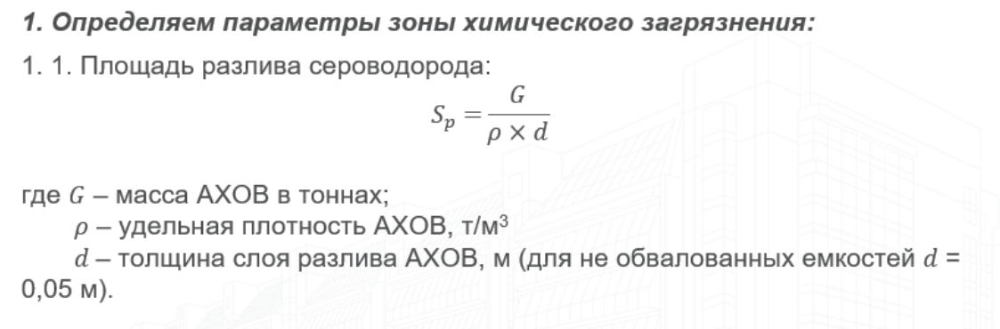 1. Определяем параметры зоны химического загрязнения:
1. 1. Площадь разлива сероводорода:
Sₚ = G / (ρ × d)
где G – масса АХОВ в тоннах;
ρ – удельная плотность АХОВ, т/м³
d – толщина слоя разлива АХОВ, м (для не обвалованных емкостей d =
0,05 м).